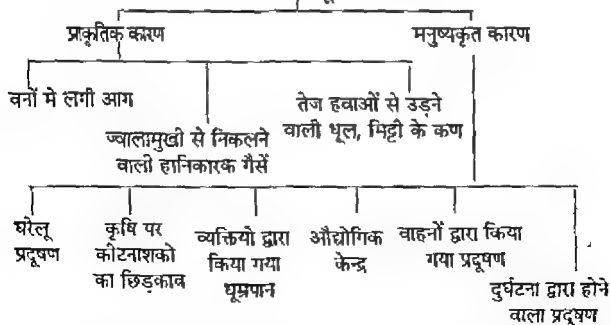 प्राकृतिक कारण
मनुष्यकृत कारण
वनों मे लगी आग
ज्वालामुखी से निकलने
वाली हानिकारक गैसें
तेज हवाओं से उड़ने
वाली धूल, मिट्टी के कण
घरेलू
प्रदूषण
कृषि पर
कीटनाशको
का छिड़काव
व्यक्तियो द्वारा
किया गया
धूम्रपान
औद्योगिक
केन्द्र
वाहनों द्वारा किया
गया प्रदूषण
दुर्घटना द्वारा होने
वाला प्रदूषण